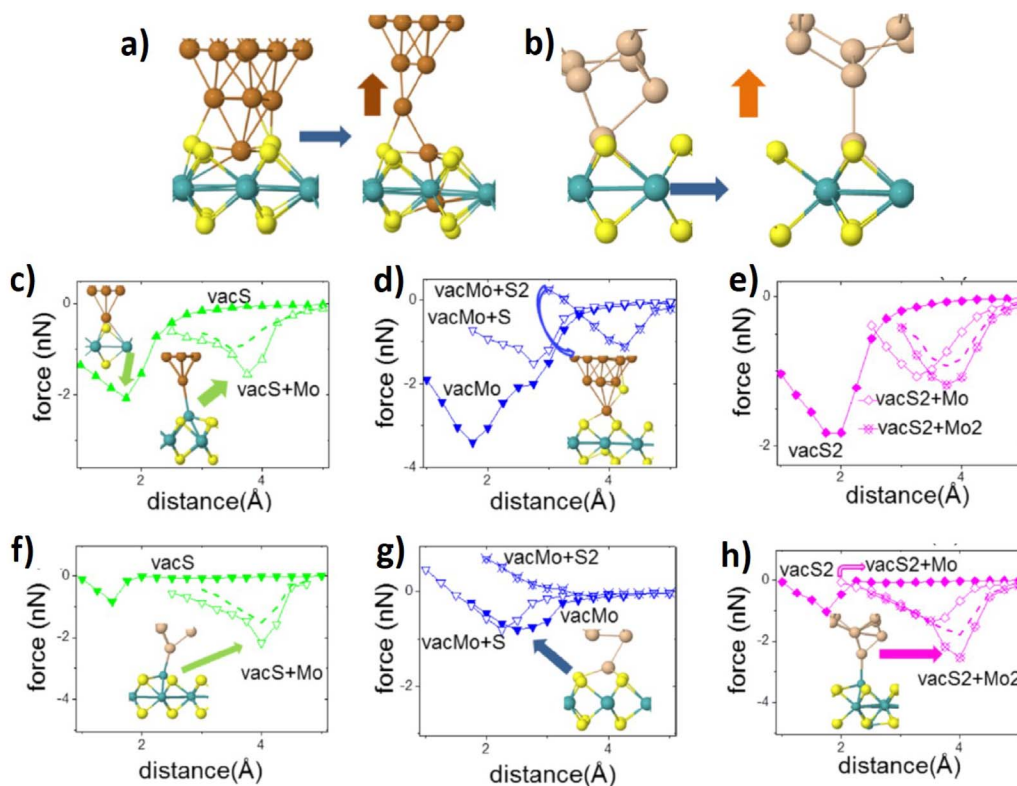 a)
b)
c)
vacS
vacS+Mo
force (nN)
0
-2
2
4
distance(Å)
d)
vacMo+S2
vacMo+S
vacMo
force (nN)
0
-2
-4
2
4
distance(Å)
e)
vacS2+Mo
vacS2+Mo2
vacS2
force (nN)
0
-1
-2
2
4
distance(Å)
f)
vacS
vacS+Mo
force (nN)
0
-2
-4
2
4
distance(Å)
g)
vacMo+S2
vacMo
vacMo+S
force (nN)
0
-2
2
4
distance(Å)
h)
vacS2
vacS2+Mo
vacS2+Mo2
force (nN)
0
-2
-4
2
4
distance(Å)